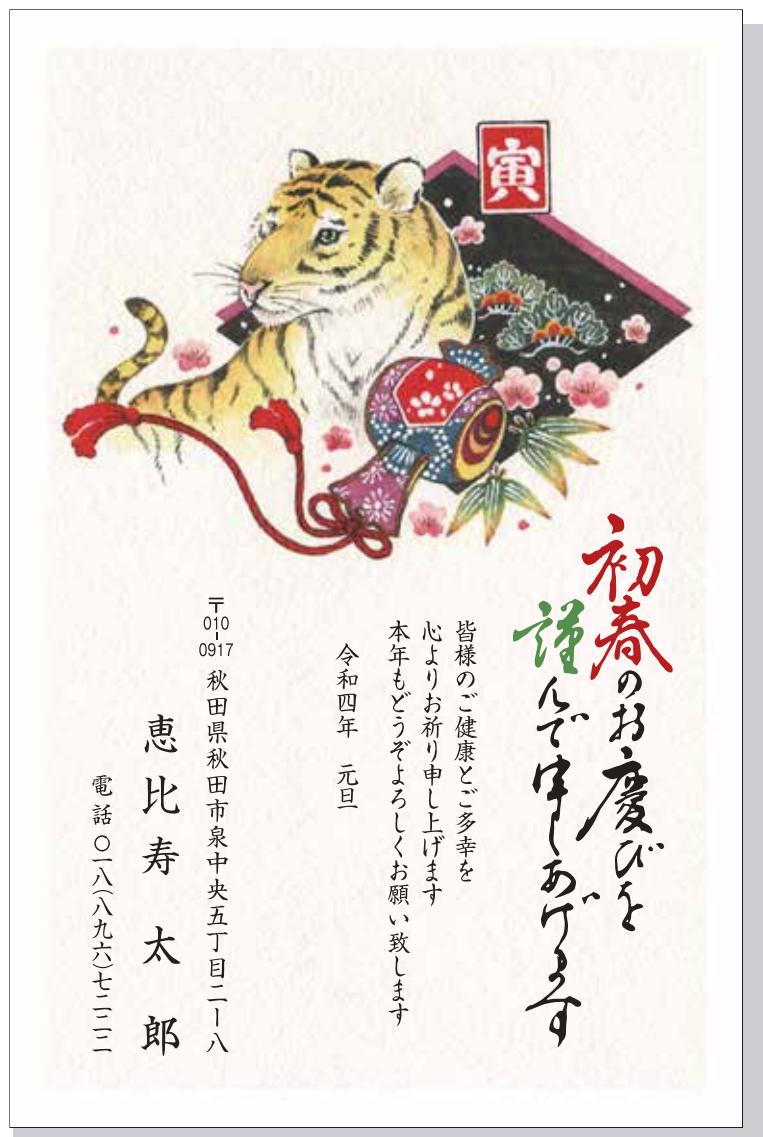 寅
初春のお慶びを
謹んで申しあげます
皆様のご健康とご多幸を
心よりお祈り申し上げます
本年もどうぞよろしくお願い致します
令和四年　元旦
〒010-0917 秋田県秋田市泉中央五丁目二ー八
恵比寿　太　郎
電話〇一八(八九六)七二二二